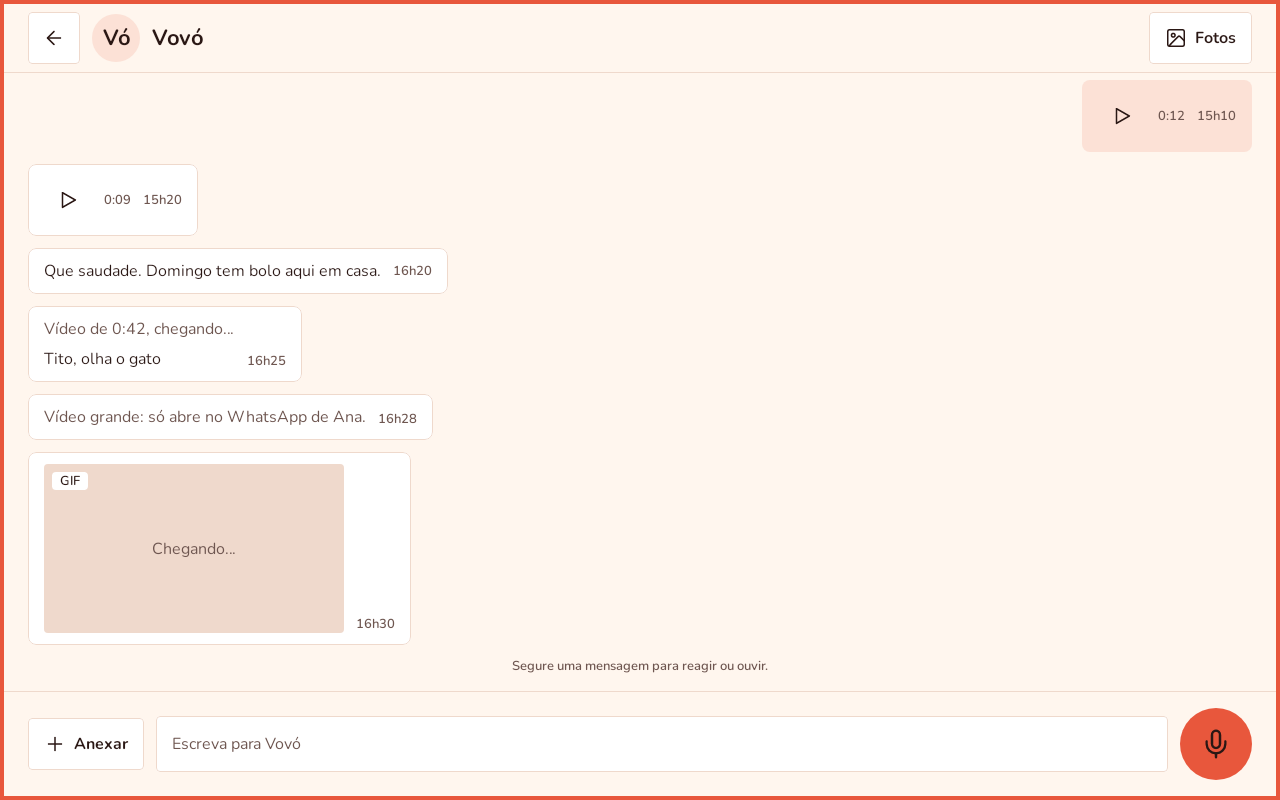 Vó Vovó
Fotos
0:12 15h10
0:09 15h20
Que saudade. Domingo tem bolo aqui em casa. 16h20
Vídeo de 0:42, chegando…
Tito, olha o gato 16h25
Vídeo grande: só abre no WhatsApp de Ana. 16h28
GIF
Chegando…
16h30
Segure uma mensagem para reagir ou ouvir.
Anexar
Escreva para Vovó